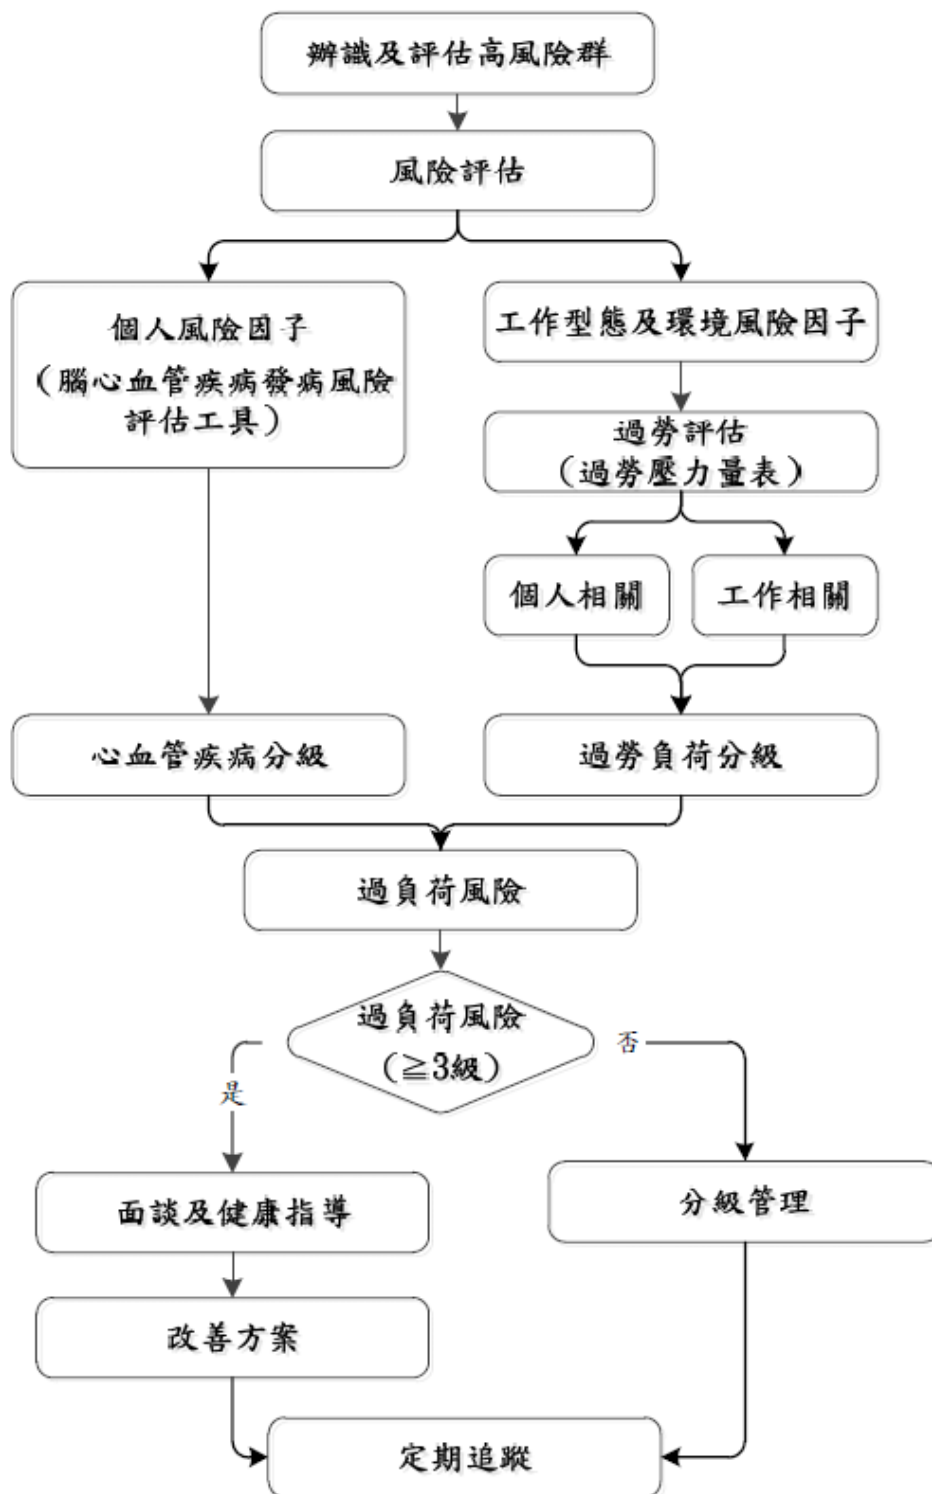 辨識及評估高風險群
風險評估
個人風險因子
（腦心血管疾病發病風險
評估工具）
工作型態及環境風險因子
過勞評估
（過勞壓力量表）
個人相關
工作相關
心血管疾病分級
過勞負荷分級
過負荷風險
過負荷風險
（≧3級）
是
否
面談及健康指導
分級管理
改善方案
定期追蹤